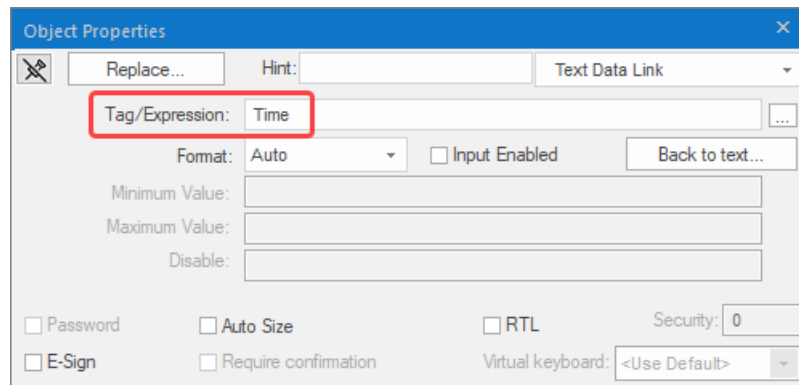 Object Properties
Replace... Hint: Text Data Link
Tag/Expression: Time ...
Format: Auto Input Enabled Back to text...
Minimum Value:
Maximum Value:
Disable:
Password Auto Size RTL Security: 0
E-Sign Require confirmation Virtual keyboard: <Use Default>